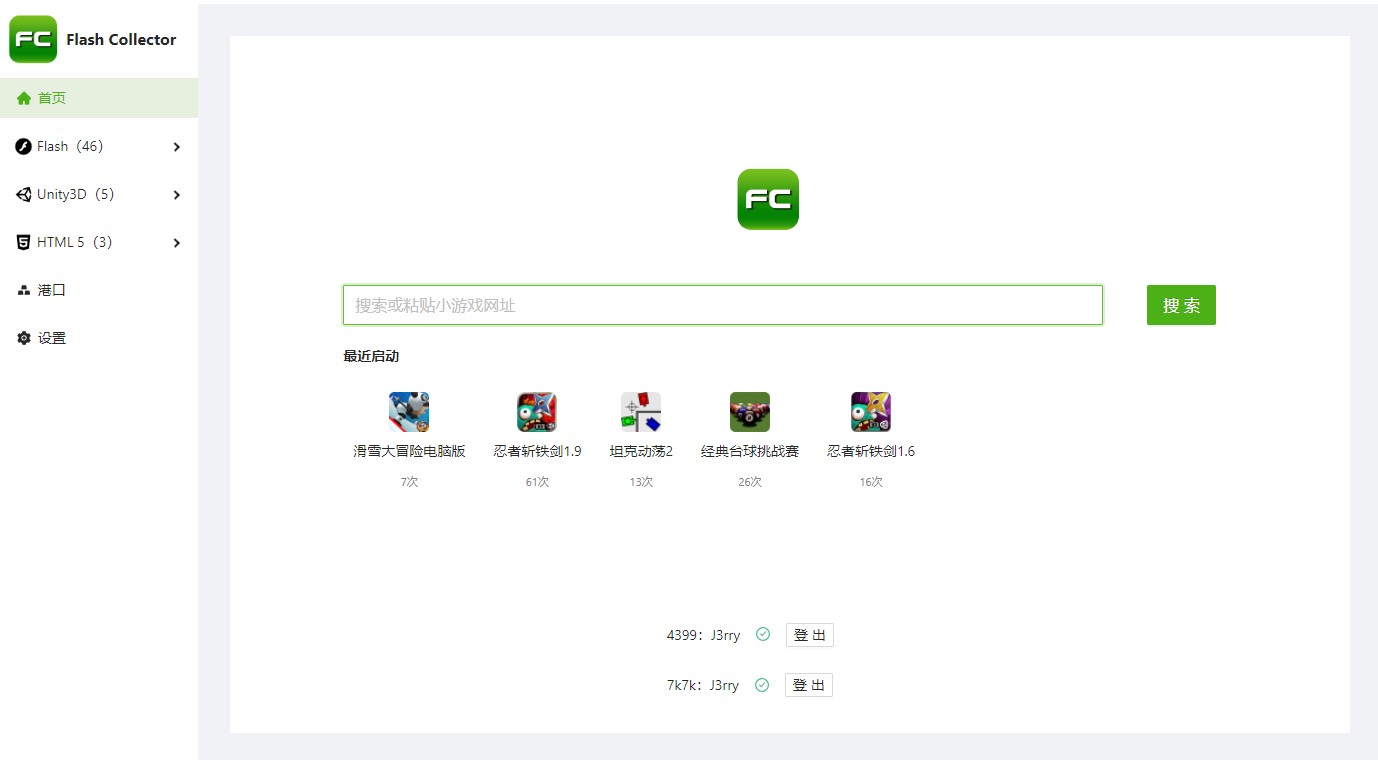 FC Flash Collector
首页
Flash（46）
Unity3D（5）
HTML 5（3）
港口
设置
FC
搜索或粘贴小游戏网址
搜 索
最近启动
滑雪大冒险电脑版 忍者斩铁剑1.9 坦克动荡2 经典台球挑战赛 忍者斩铁剑1.6
7次 61次 13次 26次 16次
4399：J3rry 登 出
7k7k：J3rry 登 出